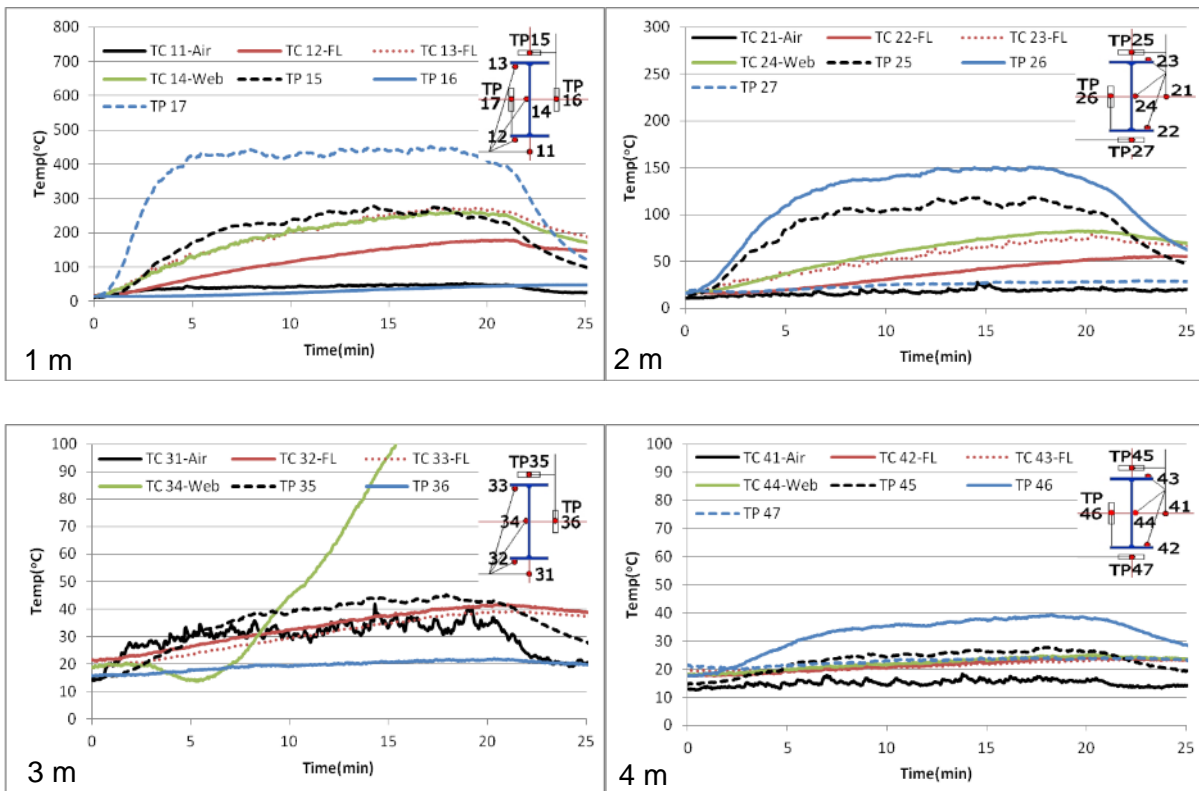 800
700
600
500
400
300
200
100
0
Temp(°C)
TC 11-Air TC 12-FL TC 13-FL
TC 14-Web TP 15 TP 16
TP 17
TP15
13
TP
17
TP
16
14
12
11
0 5 10 15 20 25
Time(min)
1 m
300
250
200
150
100
50
0
Temp(°C)
TC 21-Air TC 22-FL TC 23-FL
TC 24-Web TP 25 TP 26
TP 27
TP25
23
TP
26
21
24
22
TP27
0 5 10 15 20 25
Time(min)
2 m
100
90
80
70
60
50
40
30
20
10
0
Temp(°C)
TC 31-Air TC 32-FL TC 33-FL
TC 34-Web TP 35 TP 36
TP35
33
TP
36
34
32
31
0 5 10 15 20 25
Time(min)
3 m
100
90
80
70
60
50
40
30
20
10
0
Temp(°C)
TC 41-Air TC 42-FL TC 43-FL
TC 44-Web TP 45 TP 46
TP 47
TP45
43
TP
46
41
44
42
TP47
0 5 10 15 20 25
Time(min)
4 m